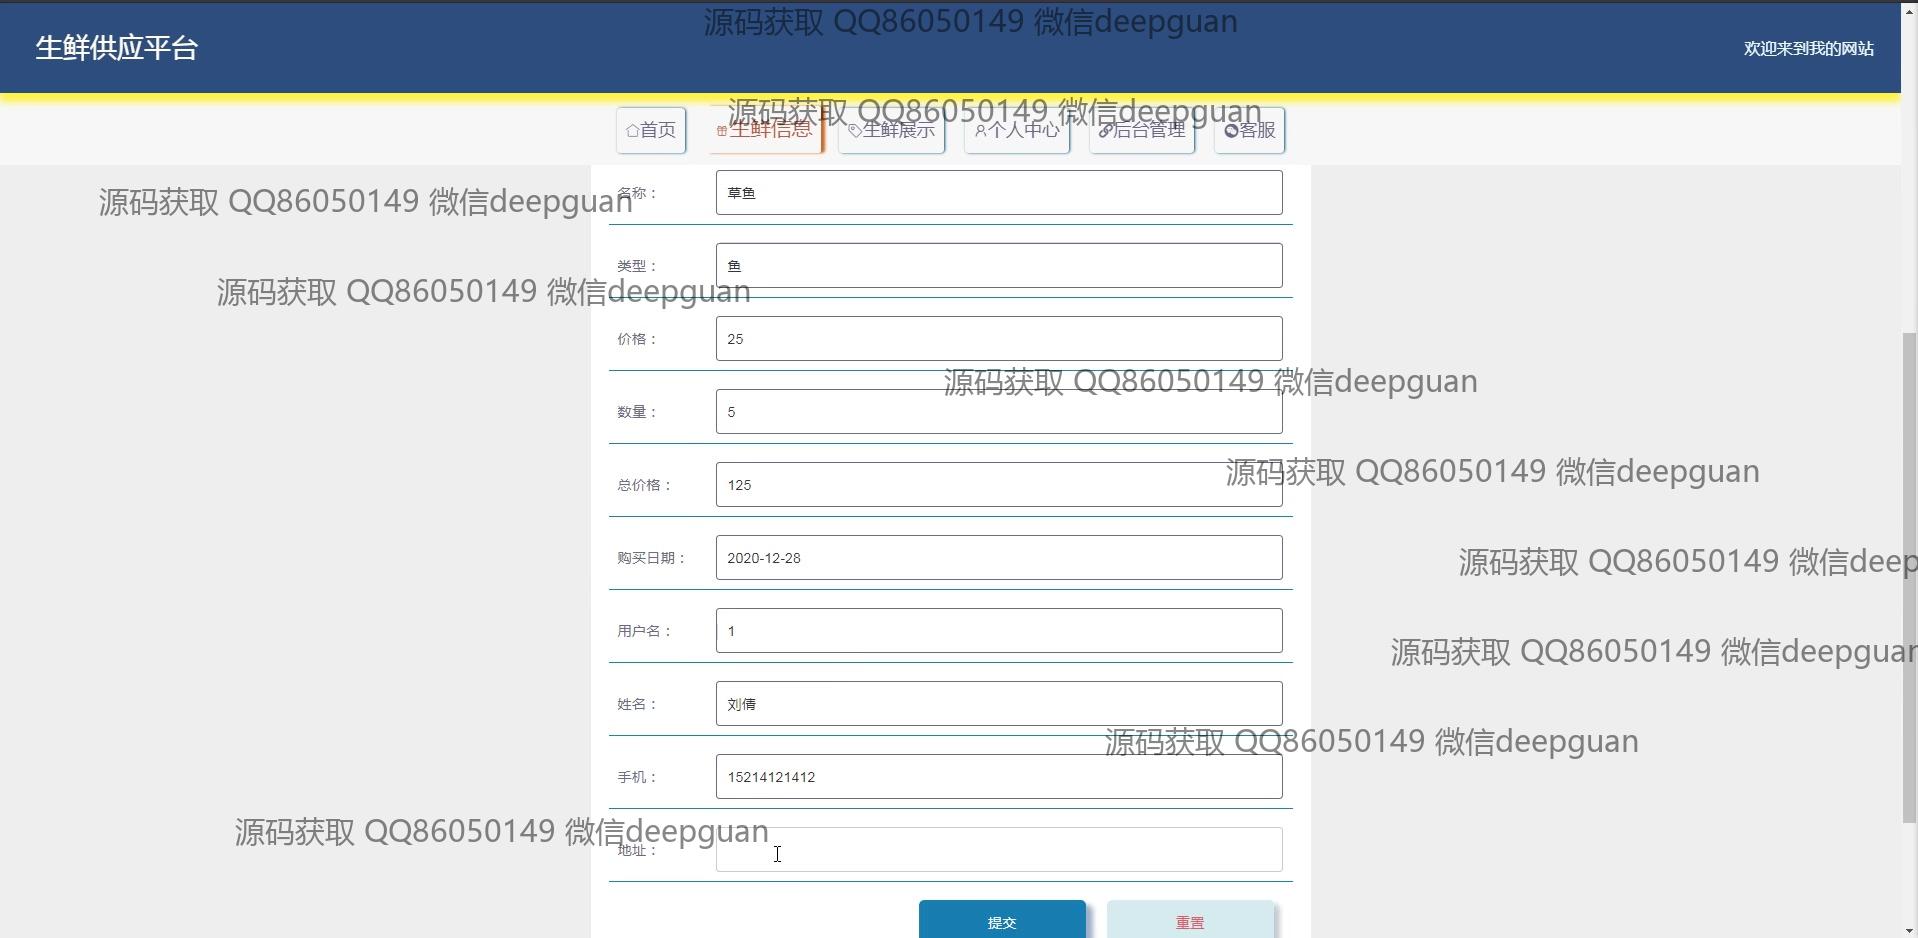 源码获取 QQ86050149 微信deepguan
生鲜供应平台
欢迎来到我的网站
源码获取 QQ86050149 微信deepguan
首页 生鲜信息 生鲜展示 个人中心 后台管理 客服
源码获取 QQ86050149 微信deepguan
名称： 草鱼
类型： 鱼
源码获取 QQ86050149 微信deepguan
价格： 25
源码获取 QQ86050149 微信deepguan
数量： 5
源码获取 QQ86050149 微信deepguan
总价格： 125
购买日期： 2020-12-28
源码获取 QQ86050149 微信deep
用户名： 1
源码获取 QQ86050149 微信deepguan
姓名： 刘倩
源码获取 QQ86050149 微信deepguan
手机： 15214121412
源码获取 QQ86050149 微信deepguan
地址：
提交 重置